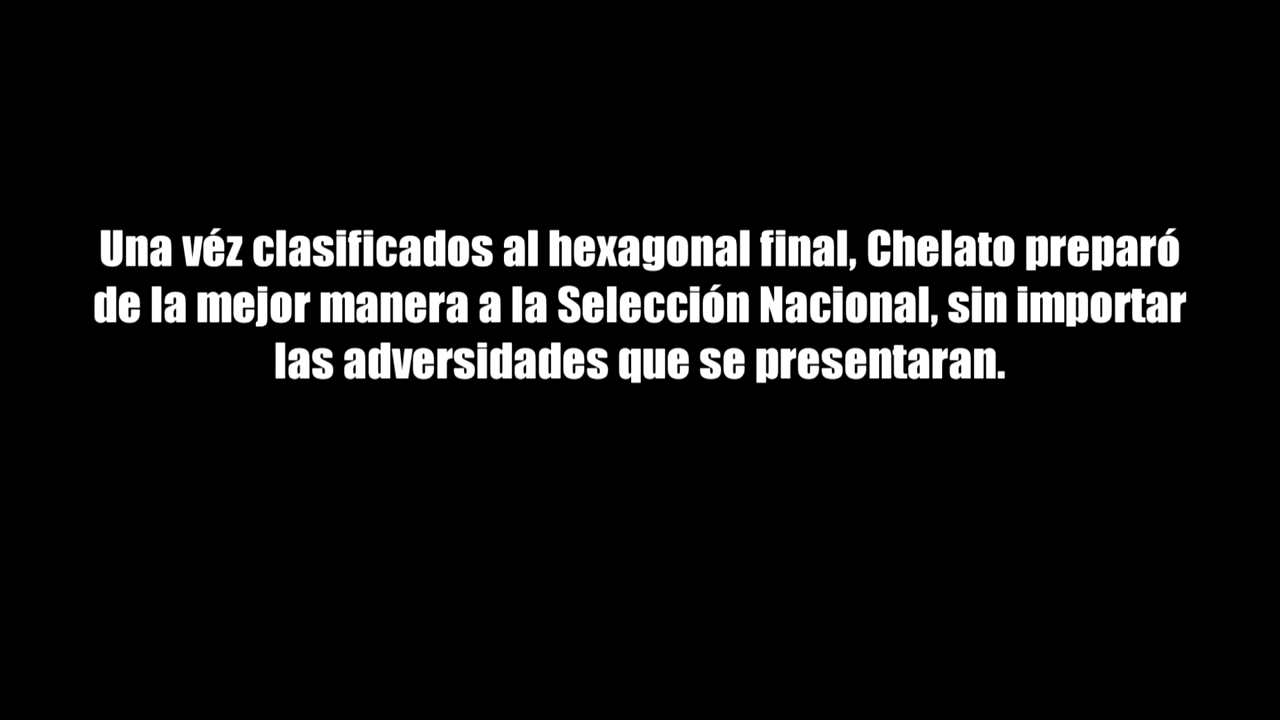 Una véz clasificados al hexagonal final, Chelato preparó
de la mejor manera a la Selección Nacional, sin importar
las adversidades que se presentaran.